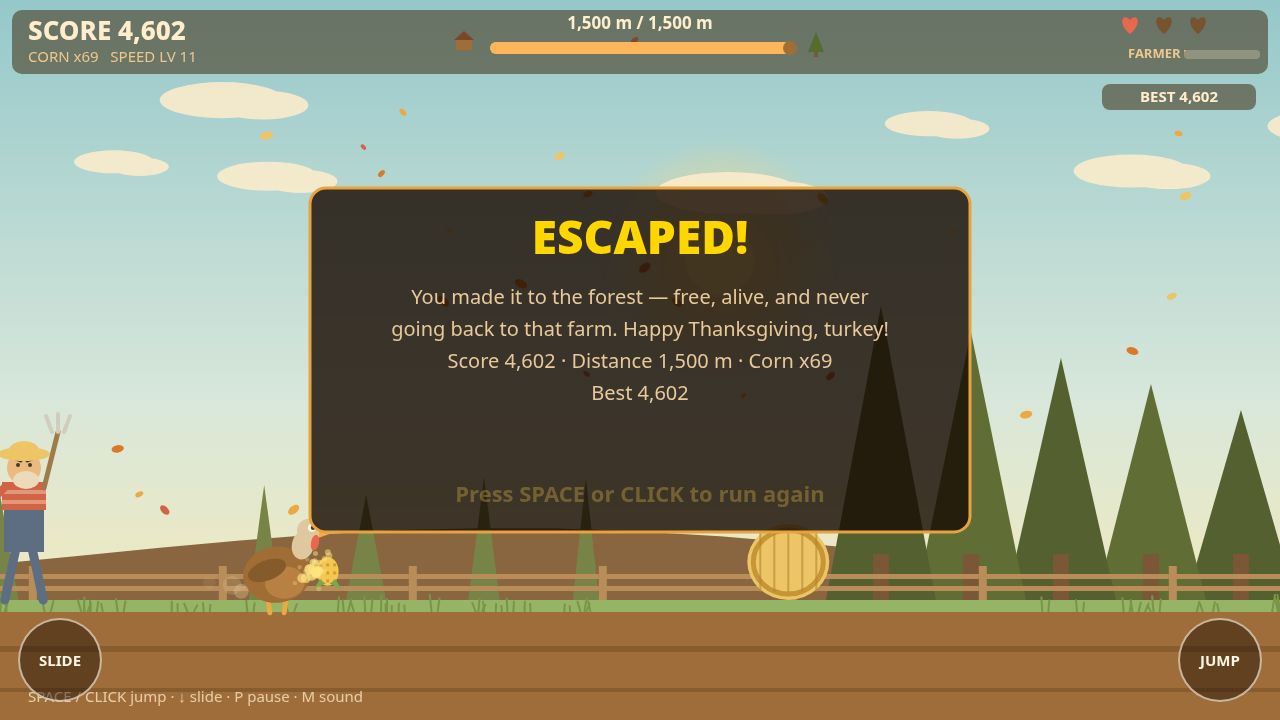 SCORE 4,602
CORN x69 SPEED LV 11
1,500 m / 1,500 m
FARMER
BEST 4,602
ESCAPED!
You made it to the forest — free, alive, and never
going back to that farm. Happy Thanksgiving, turkey!
Score 4,602 · Distance 1,500 m · Corn x69
Best 4,602
Press SPACE or CLICK to run again
SLIDE
JUMP
SPACE / CLICK jump · ↓ slide · P pause · M sound